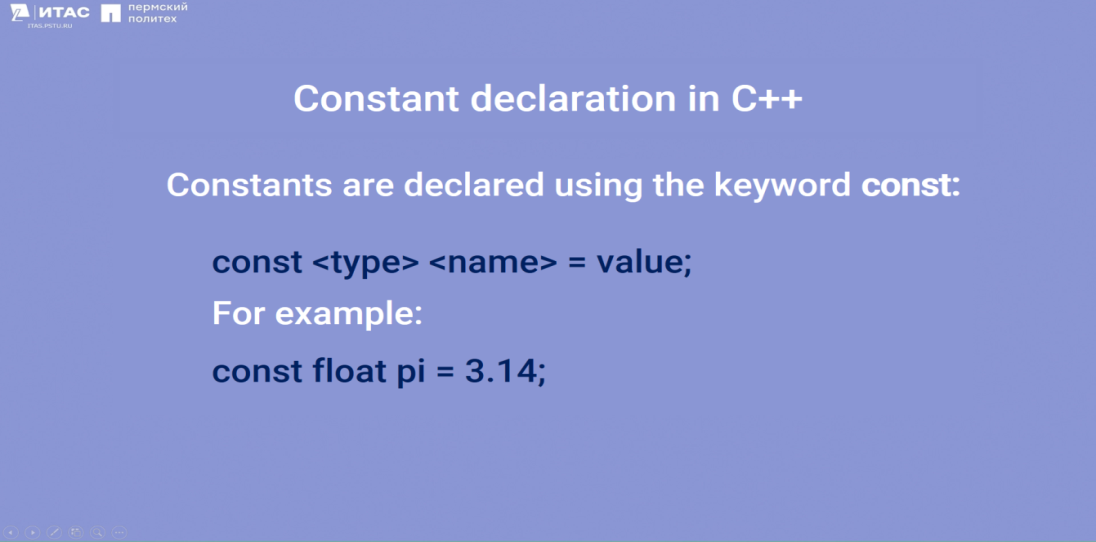 ИТАС
ITAS.PSTU.RU
пермский
политех
Constant declaration in C++
Constants are declared using the keyword const:
const <type> <name> = value;
For example:
const float pi = 3.14;